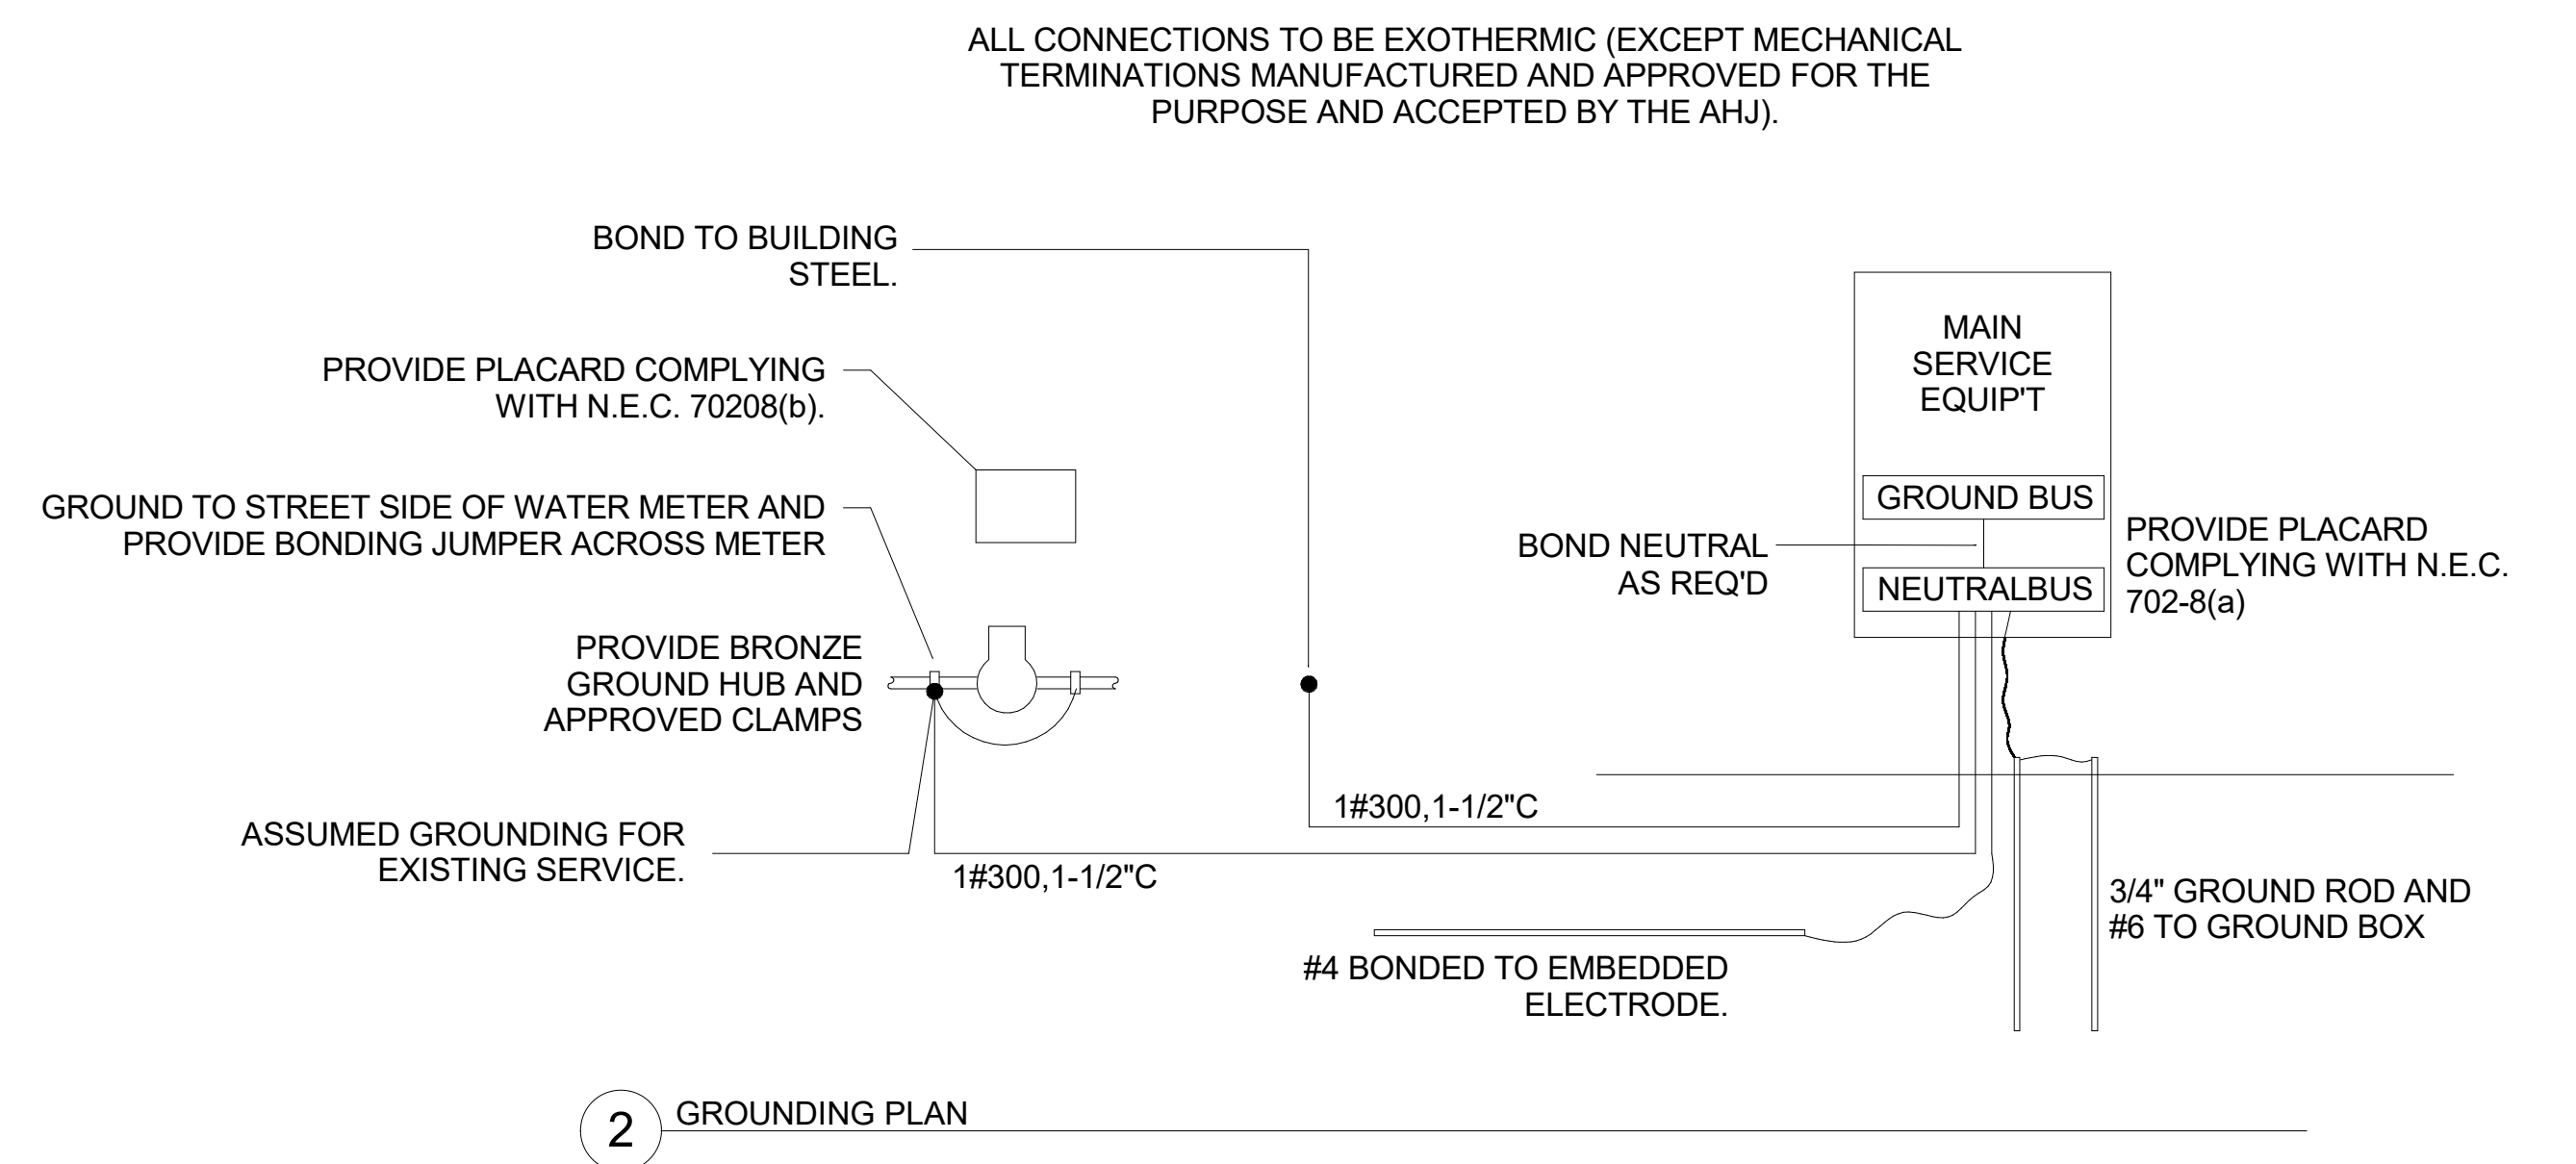 ALL CONNECTIONS TO BE EXOTHERMIC (EXCEPT MECHANICAL
TERMINATIONS MANUFACTURED AND APPROVED FOR THE
PURPOSE AND ACCEPTED BY THE AHJ).
BOND TO BUILDING
STEEL.
PROVIDE PLACARD COMPLYING
WITH N.E.C. 70208(b).
GROUND TO STREET SIDE OF WATER METER AND
PROVIDE BONDING JUMPER ACROSS METER
PROVIDE BRONZE
GROUND HUB AND
APPROVED CLAMPS
ASSUMED GROUNDING FOR
EXISTING SERVICE.
1#300,1-1/2"C
1#300,1-1/2"C
MAIN
SERVICE
EQUIP'T
GROUND BUS
BOND NEUTRAL
AS REQ'D
NEUTRALBUS
PROVIDE PLACARD
COMPLYING WITH N.E.C.
702-8(a)
3/4" GROUND ROD AND
#6 TO GROUND BOX
#4 BONDED TO EMBEDDED
ELECTRODE.
2
GROUNDING PLAN